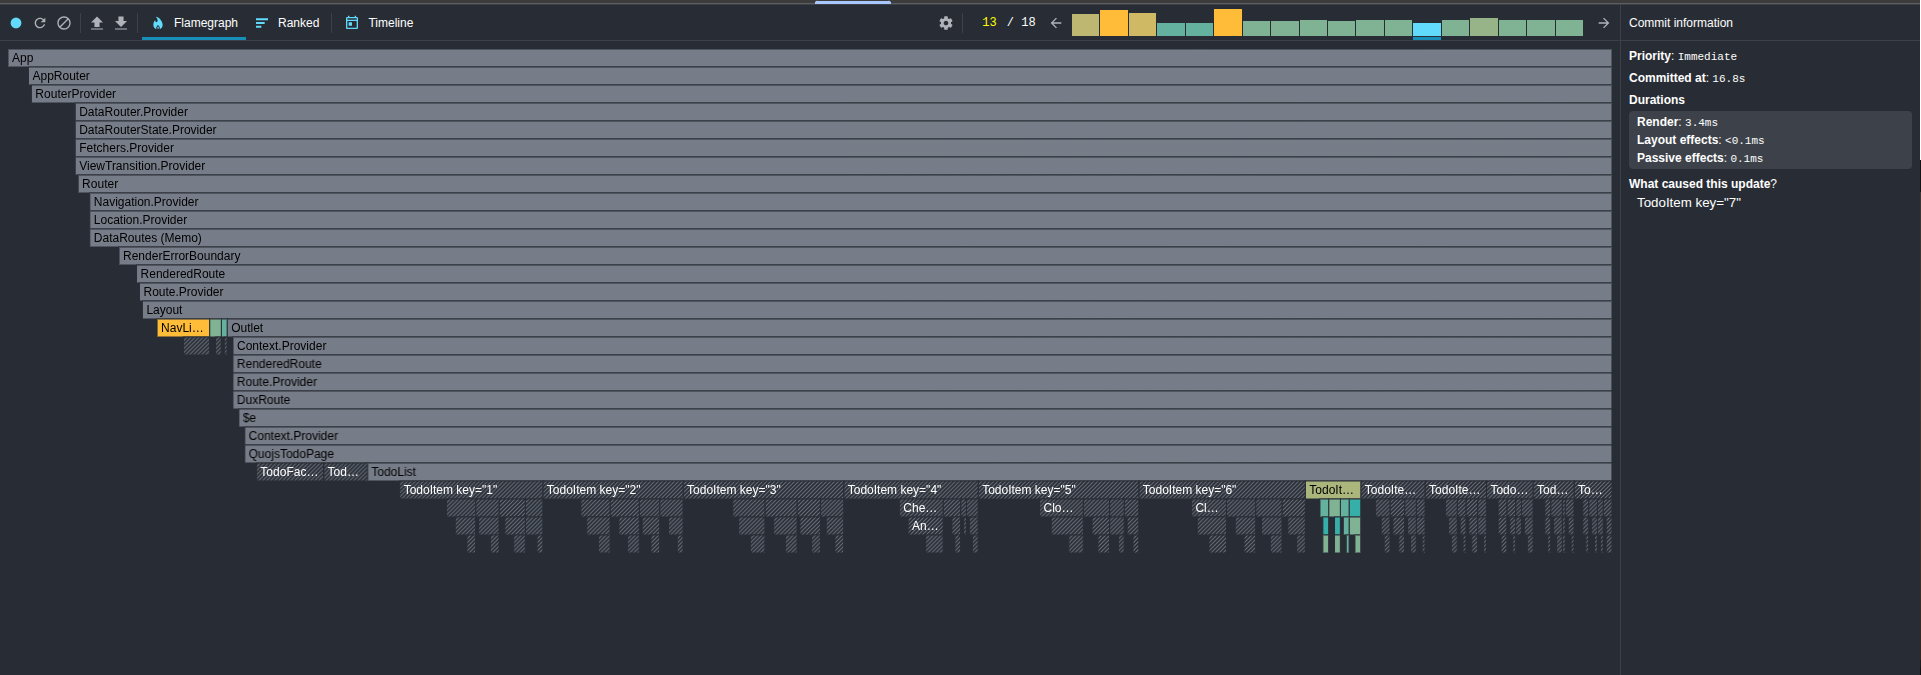 Flamegraph Ranked Timeline 13 / 18 Commit information
App
AppRouter
RouterProvider
DataRouter.Provider
DataRouterState.Provider
Fetchers.Provider
ViewTransition.Provider
Router
Navigation.Provider
Location.Provider
DataRoutes (Memo)
RenderErrorBoundary
RenderedRoute
Route.Provider
Layout
NavLi… Outlet
Context.Provider
RenderedRoute
Route.Provider
DuxRoute
$e
Context.Provider
QuojsTodoPage
TodoFac… Tod… TodoList
TodoItem key="1" TodoItem key="2" TodoItem key="3" TodoItem key="4" TodoItem key="5" TodoItem key="6" TodoIt… TodoIte… TodoIte… Todo… Tod… To…
Che… Clo… Cl…
An…
Priority: Immediate
Committed at: 16.8s
Durations
Render: 3.4ms
Layout effects: <0.1ms
Passive effects: 0.1ms
What caused this update?
TodoItem key="7"